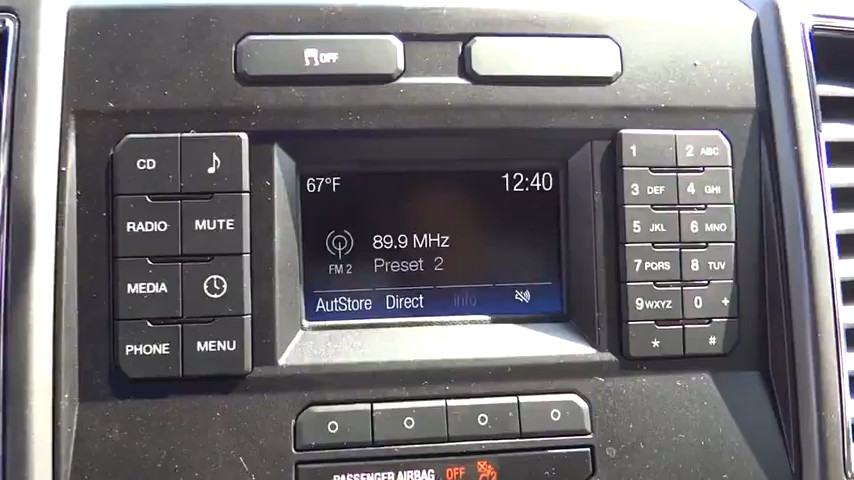 OFF
CD
RADIO
MUTE
MEDIA
PHONE
MENU
67°F
12:40
89.9 MHz
FM 2
Preset 2
AutStore Direct Info
1
2 ABC
3 DEF
4 GHI
5 JKL
6 MNO
7 PQRS
8 TUV
9 WXYZ
0 +
*
#
PASSENGER AIRBAG OFF